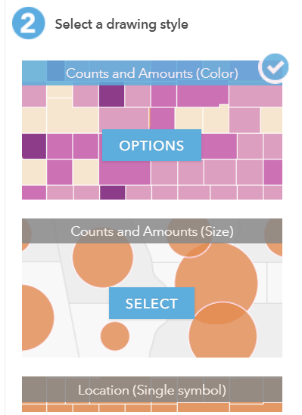 2 Select a drawing style
Counts and Amounts (Color)
OPTIONS
Counts and Amounts (Size)
SELECT
Location (Single symbol)